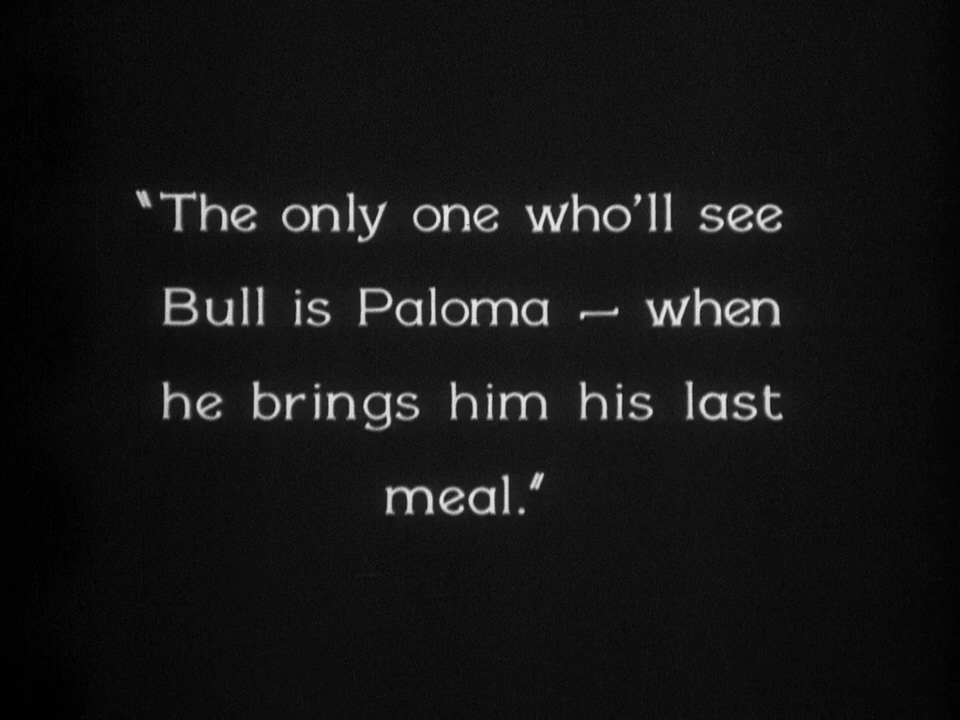 "The only one who'll see
Bull is Paloma — when
he brings him his last
meal."